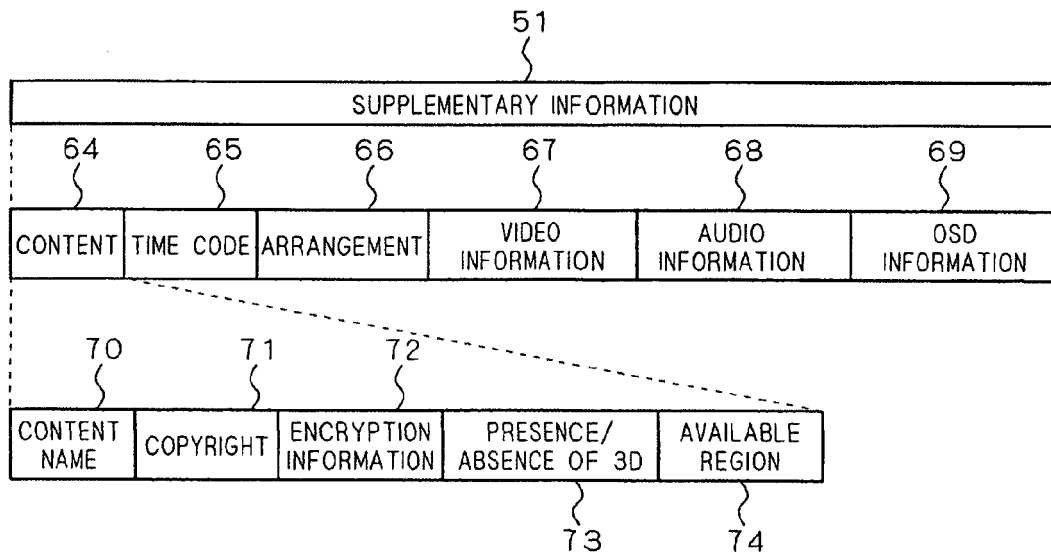 51
SUPPLEMENTARY INFORMATION
64 65 66 67 68 69
CONTENT TIME CODE ARRANGEMENT VIDEO INFORMATION AUDIO INFORMATION OSD INFORMATION
70 71 72
CONTENT NAME COPYRIGHT ENCRYPTION INFORMATION PRESENCE/ ABSENCE OF 3D AVAILABLE REGION
73 74